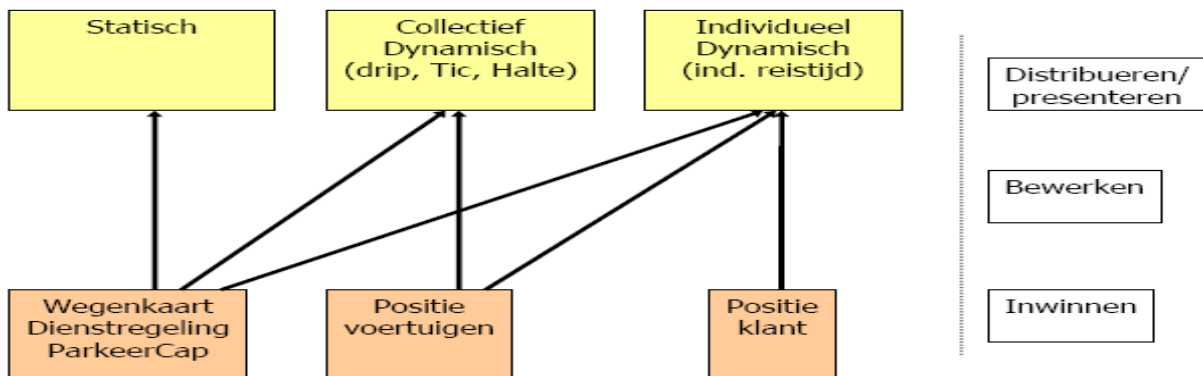 Statisch
Collectief
Dynamisch
(drip, Tic, Halte)
Individueel
Dynamisch
(ind. reistijd)
Distribueren/
presenteren
Bewerken
Wegenkaart
Dienstregeling
ParkeerCap
Positie
voertuigen
Positie
klant
Inwinnen